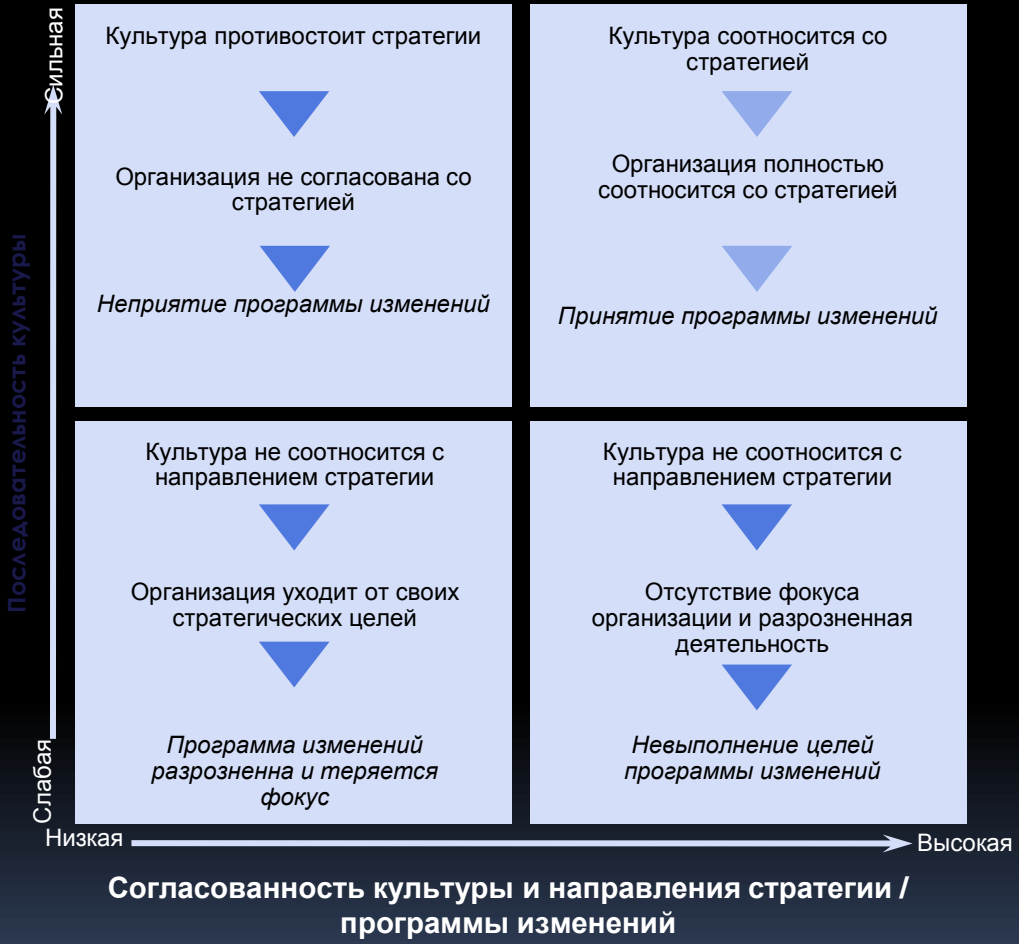 Сильная
Последовательность культуры
Слабая
Культура противостоит стратегии
Организация не согласована со
стратегией
Неприятие программы изменений
Культура соотносится со
стратегией
Организация полностью
соотносится со стратегией
Принятие программы изменений
Культура не соотносится с
направлением стратегии
Организация уходит от своих
стратегических целей
Программа изменений
разрозненна и теряется
фокус
Культура не соотносится с
направлением стратегии
Отсутствие фокуса
организации и разрозненная
деятельность
Невыполнение целей
программы изменений
Низкая
Высокая
Согласованность культуры и направления стратегии /
программы изменений